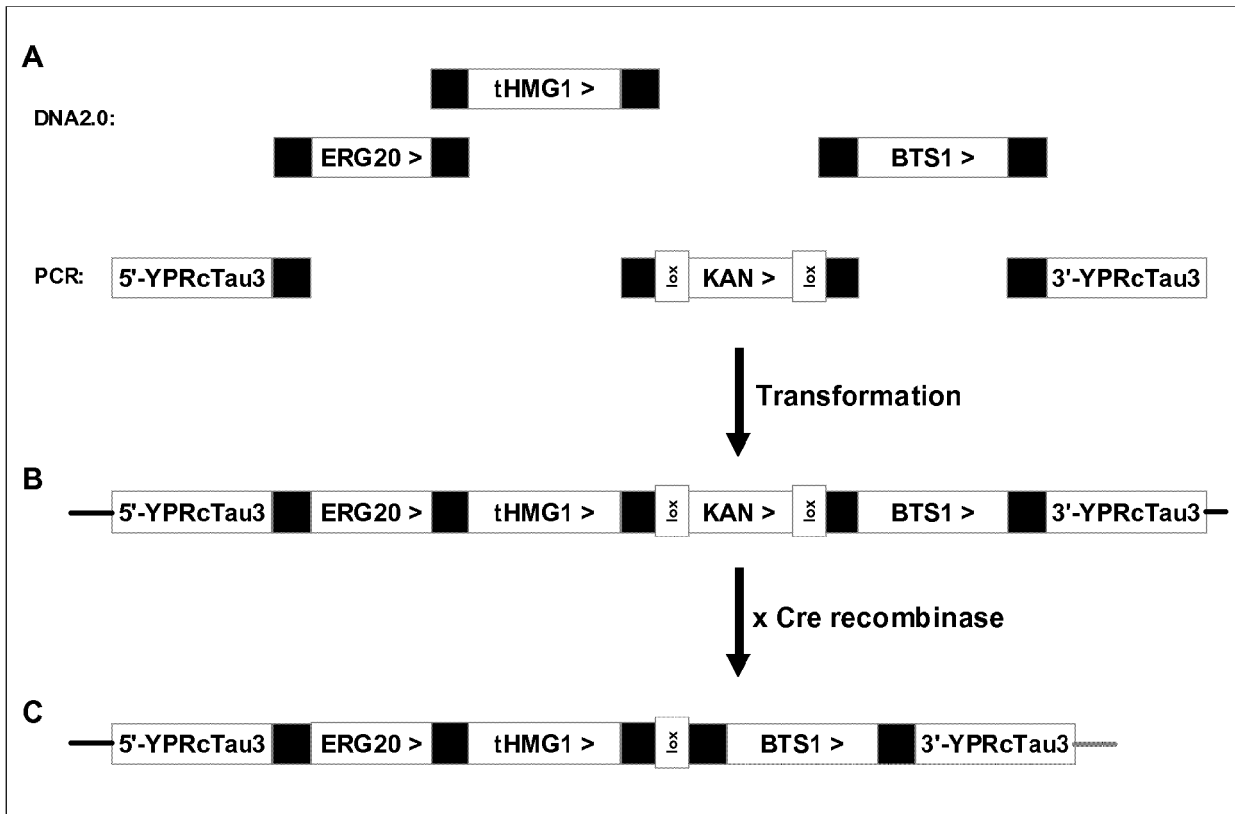 A
DNA2.0:
tHMG1 >
ERG20 >
BTS1 >
PCR:
5'-YPRcTau3
lox
KAN >
lox
3'-YPRcTau3
Transformation
B
5'-YPRcTau3
ERG20 >
tHMG1 >
lox
KAN >
lox
BTS1 >
3'-YPRcTau3
x Cre recombinase
C
5'-YPRcTau3
ERG20 >
tHMG1 >
lox
BTS1 >
3'-YPRcTau3